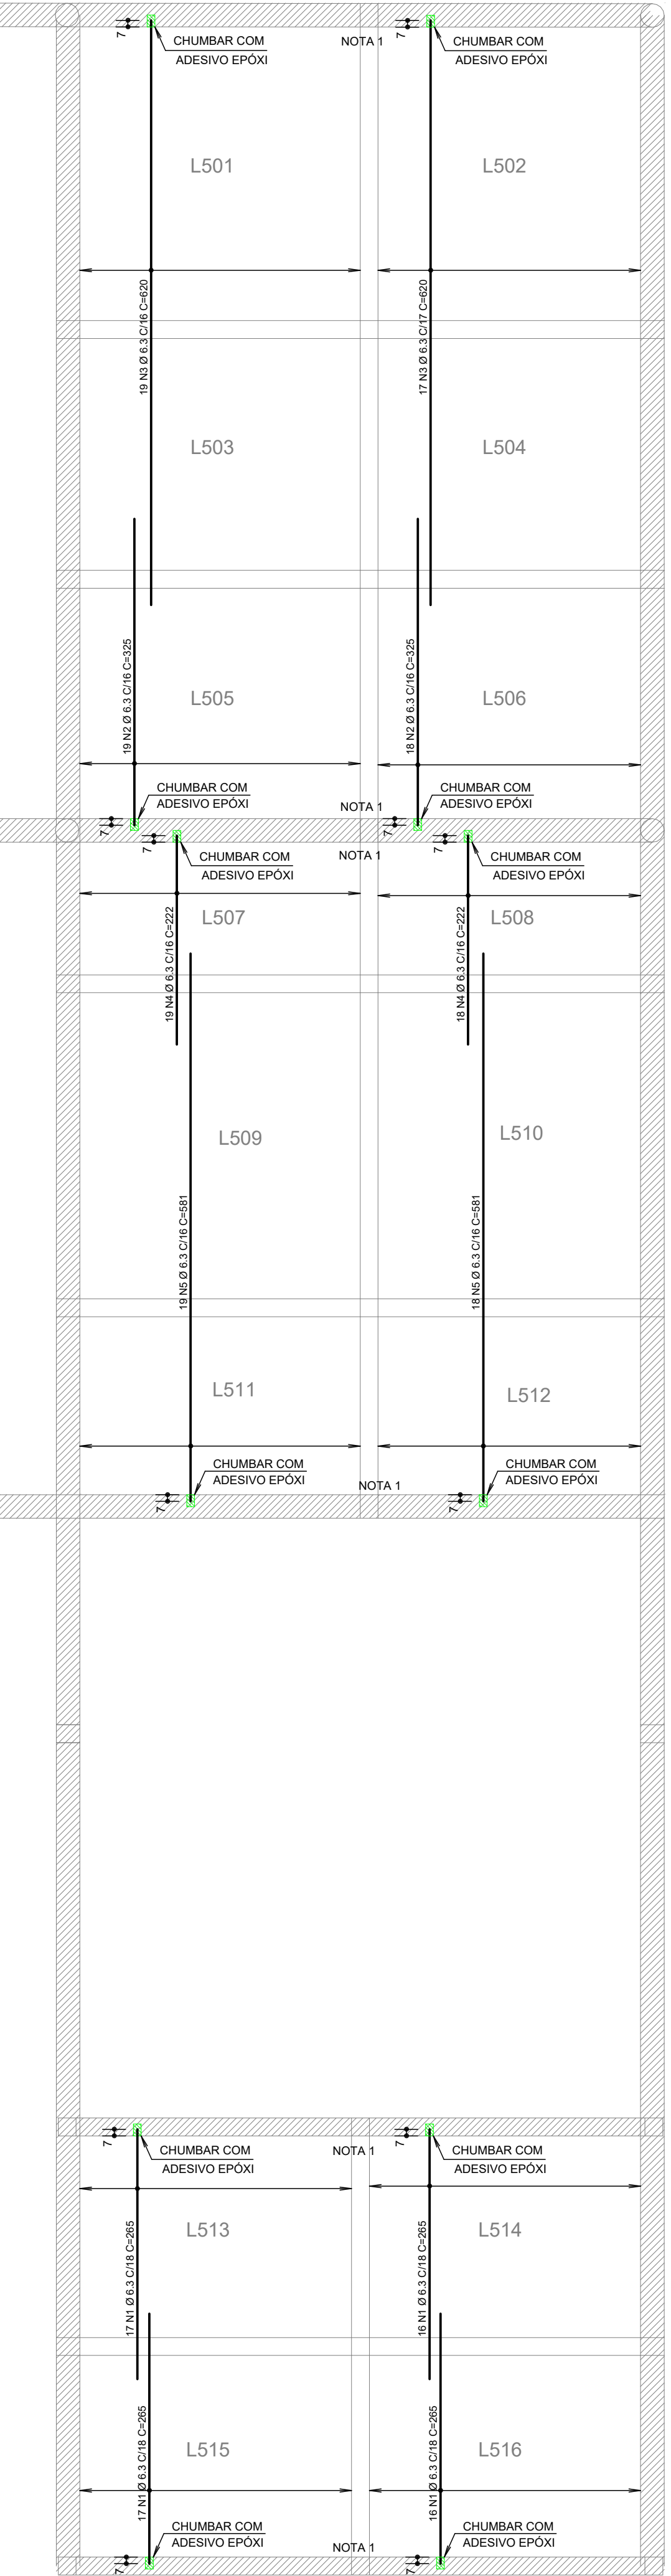 7
CHUMBAR COM
ADESIVO EPÓXI
NOTA 1
7
CHUMBAR COM
ADESIVO EPÓXI
L501
L502
19 N3 Ø 6.3 C/16 C=620
17 N3 Ø 6.3 C/17 C=620
L503
L504
19 N2 Ø 6.3 C/16 C=325
18 N2 Ø 6.3 C/16 C=325
L505
L506
7
CHUMBAR COM
ADESIVO EPÓXI
NOTA 1
7
CHUMBAR COM
ADESIVO EPÓXI
7
CHUMBAR COM
ADESIVO EPÓXI
NOTA 1
7
CHUMBAR COM
ADESIVO EPÓXI
L507
L508
19 N4 Ø 6.3 C/16 C=222
18 N4 Ø 6.3 C/16 C=222
L509
L510
19 N5 Ø 6.3 C/16 C=581
18 N5 Ø 6.3 C/16 C=581
L511
L512
7
CHUMBAR COM
ADESIVO EPÓXI
NOTA 1
7
CHUMBAR COM
ADESIVO EPÓXI
7
CHUMBAR COM
ADESIVO EPÓXI
NOTA 1
7
CHUMBAR COM
ADESIVO EPÓXI
L513
L514
17 N1 Ø 6.3 C/18 C=265
16 N1 Ø 6.3 C/18 C=265
L515
L516
17 N1 Ø 6.3 C/18 C=265
16 N1 Ø 6.3 C/18 C=265
7
CHUMBAR COM
ADESIVO EPÓXI
NOTA 1
7
CHUMBAR COM
ADESIVO EPÓXI